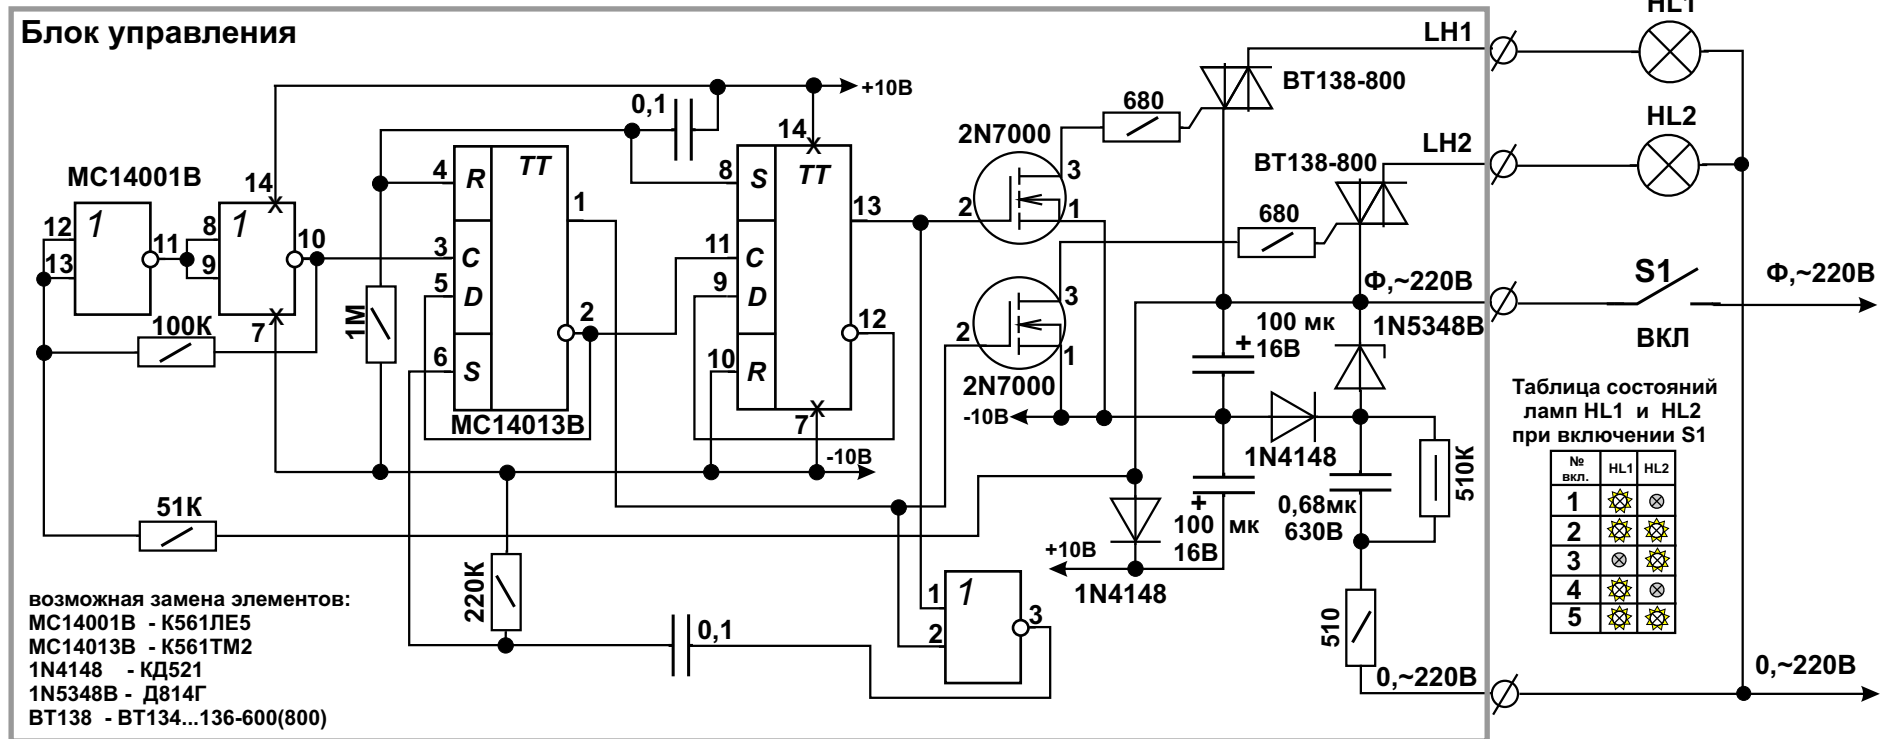 Блок управления
HL1
LH1
BT138-800
+10В
0,1
680
2N7000
HL2
LH2
BT138-800
14
MC14001B
14
4
R
TT
8
S
TT
3
1
13
2
1
680
12
13
1
11
8
9
1
10
3
C
5
D
11
C
9
D
S1
Ф,~220В
Ф,~220В
7
100К
1М
2
12
3
2
1
100 мк
+
16В
1N5348B
ВКЛ
6
S
10
R
2N7000
MC14013B
7
-10В
-10В
1N4148
510К
Таблица состояний
ламп HL1 и HL2
при включении S1
№
вкл.
HL1
HL2
1
2
3
4
5
51К
+
100 мк
16В
0,68мк
630В
+10В
1N4148
220К
0,1
1
2
1
3
510
0,~220В
0,~220В
возможная замена элементов:
MC14001B - К561ЛЕ5
MC14013B - К561ТМ2
1N4148 - КД521
1N5348B - Д814Г
BT138 - BT134...136-600(800)